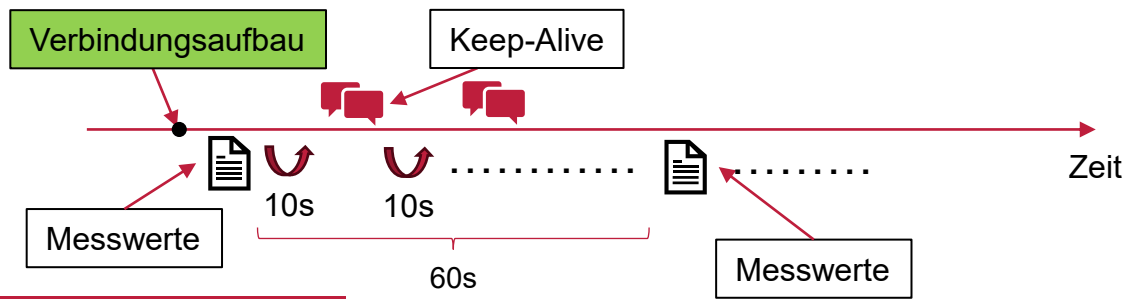 Verbindungsaufbau
Keep-Alive
Zeit
10s
10s
Messwerte
60s
Messwerte